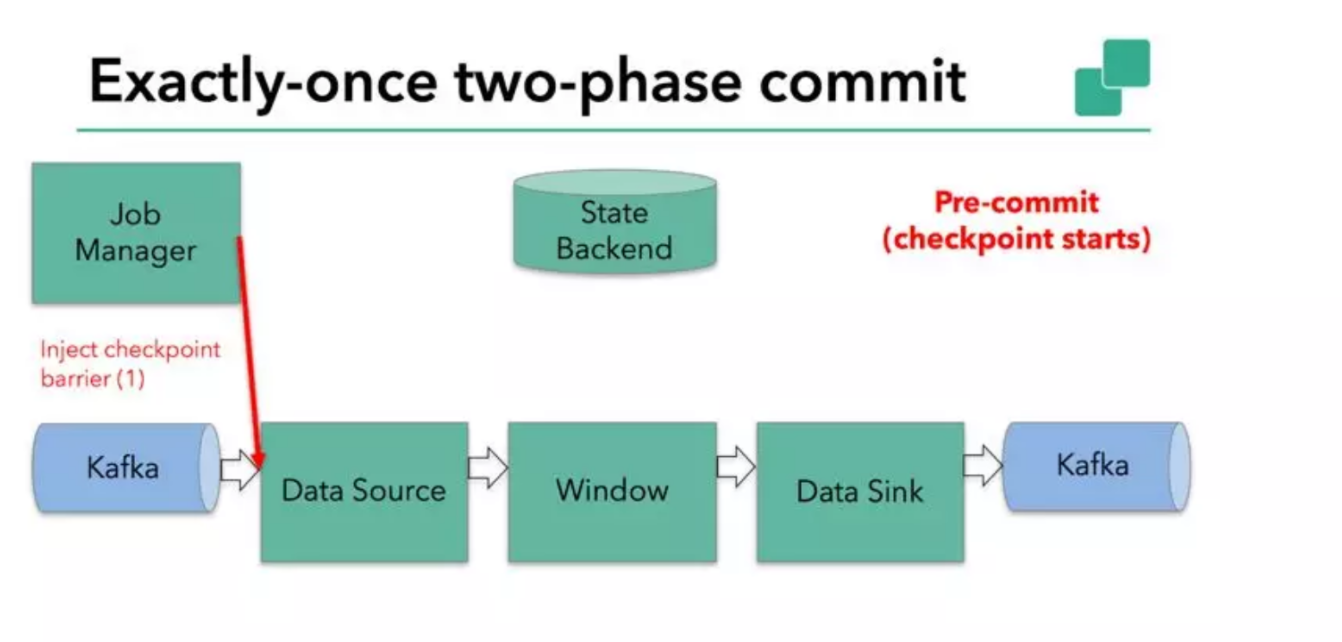 Exactly-once two-phase commit
Job
Manager
State
Backend
Pre-commit
(checkpoint starts)
Inject checkpoint
barrier (1)
Kafka
Data Source
Window
Data Sink
Kafka